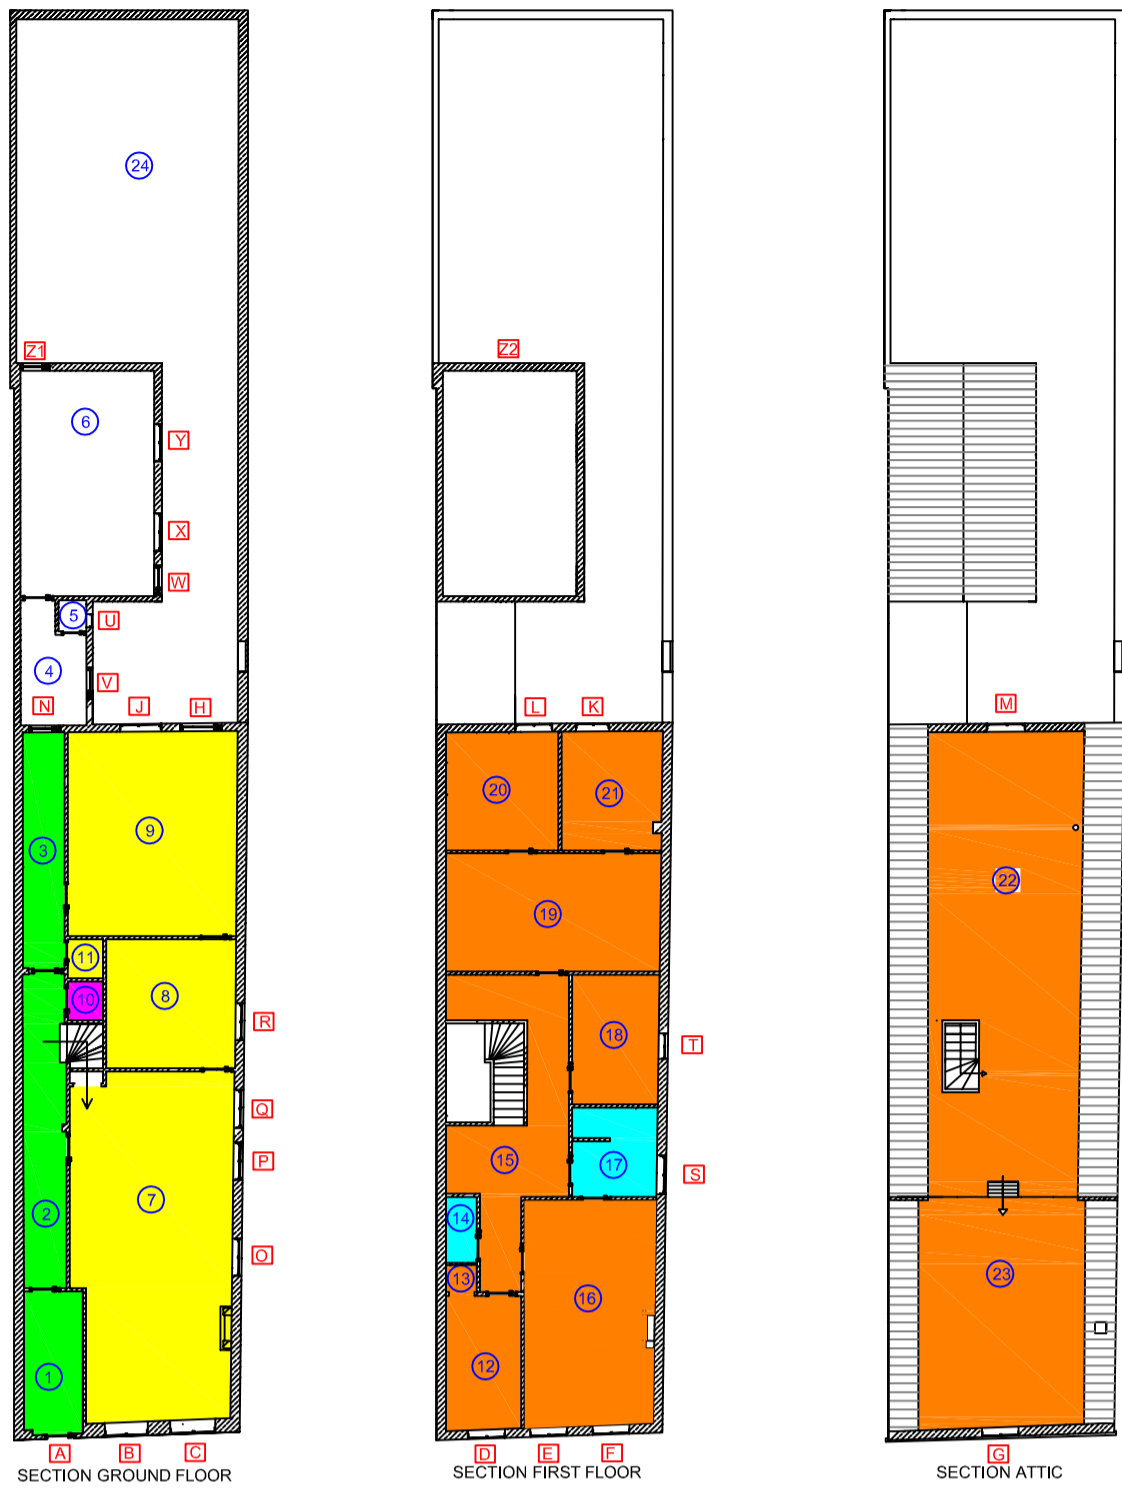 24
Z1
Z2
6
Y
X
W
5
U
4
V
N
J
H
L
K
M
3
9
20
21
22
19
11
10
8
R
18
T
Q
P
15
17
S
7
2
O
14
13
16
23
1
12
A
B
C
D
E
F
G
SECTION GROUND FLOOR
SECTION FIRST FLOOR
SECTION ATTIC